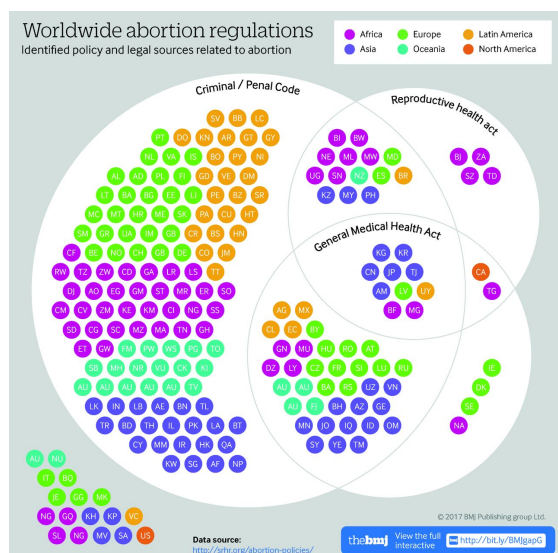 Worldwide abortion regulations
Identified policy and legal sources related to abortion
Africa Europe Latin America
Asia Oceania North America
Criminal / Penal Code
Reproductive health act
General Medical Health Act
SV BB LC
PT DO KN AR GT GY
NL VA IS BO PY NI
AL AD PL FI GD VE DM
LT BA BG EE LI PE BZ SR
MC MT HR ME SK PA CU HT
SM GR UA IM GB CR BS HN
CF BE NO CH GB DE CO JM
RW TZ ZW CD GA LR LS TT
DJ AO EG GM ST MR ER SO
CM CV ZM KE KM CI NG SS
SD CG SC MZ MA TN GH
ET GW FM PW WS PG TO
SB MH NR VU CK KI
AU AU AU AU AU TV
LK IN LB AE BN TL
TR BD TH IL PK LA BT
CY MM IR HK QA
KW SG AF NP
BI BW
NE ML MW MD
UG SN NZ ES BR
KZ MY PH
BJ ZA
SZ TD
KG KR
CN JP TJ
AM LV UY
BF MG
CA
TG
AG MX
CL EC BY
GN MU HU RO AT
DZ LY CZ FR SI LU RU
AU AU BA RS UZ VN
AU FJ BH AZ GE
MN JO IQ ID OM
SY YE TM
IE
DK
SE
NA
AU NU
IT BQ
JE GG MK
NG GQ KH KP VC
SL NG MV SA US
© 2017 BMJ Publishing group Ltd.
Data source:
http://srhr.org/abortion-policies/
thebmj View the full
interactive
bmj http://bit.ly/BMJgapG